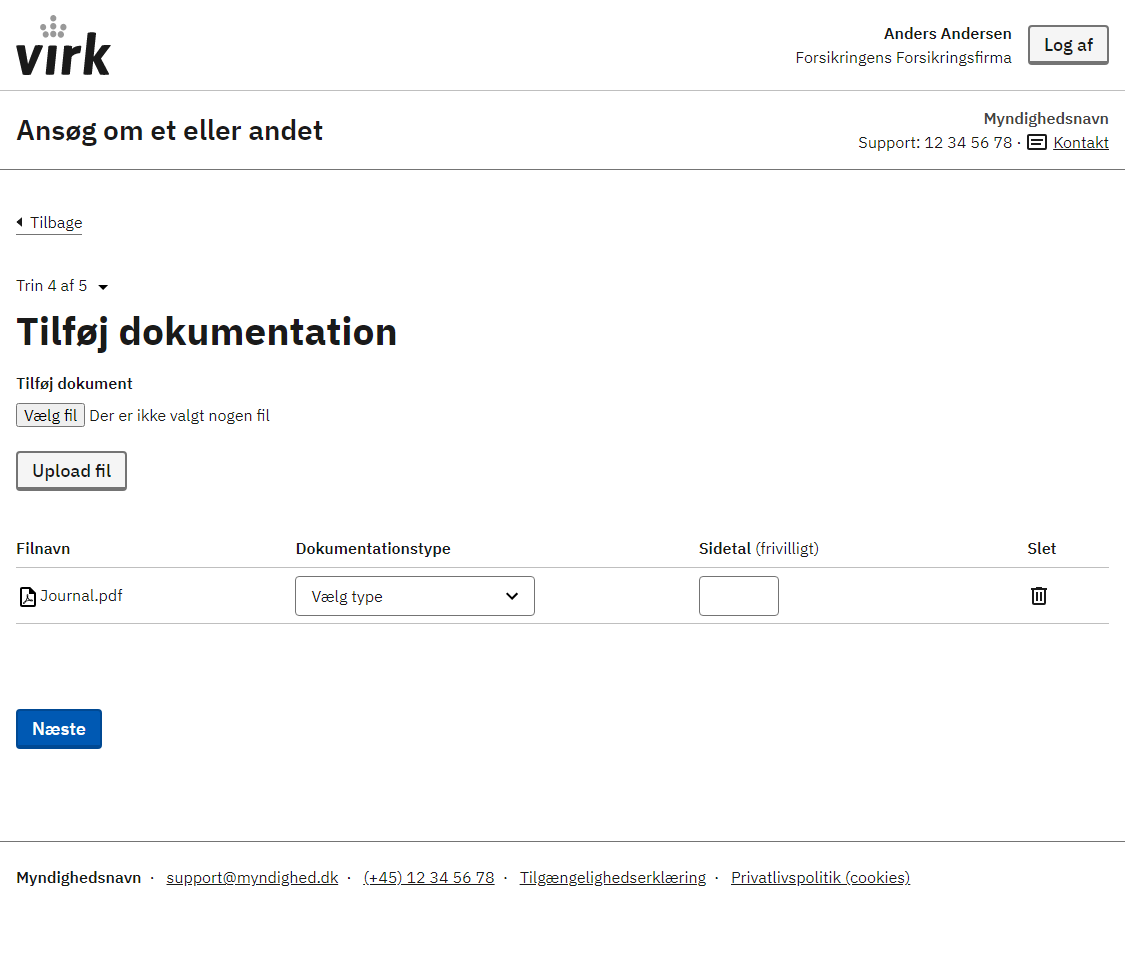 virk
Anders Andersen
Forsikringens Forsikringsfirma
Log af
Ansøg om et eller andet
Myndighedsnavn
Support: 12 34 56 78 · Kontakt
Tilbage
Trin 4 af 5
Tilføj dokumentation
Tilføj dokument
Vælg fil Der er ikke valgt nogen fil
Upload fil
Filnavn Dokumentationstype Sidetal (frivilligt) Slet
Journal.pdf Vælg type
Næste
Myndighedsnavn · support@myndighed.dk · (+45) 12 34 56 78 · Tilgængelighedserklæring · Privatlivspolitik (cookies)